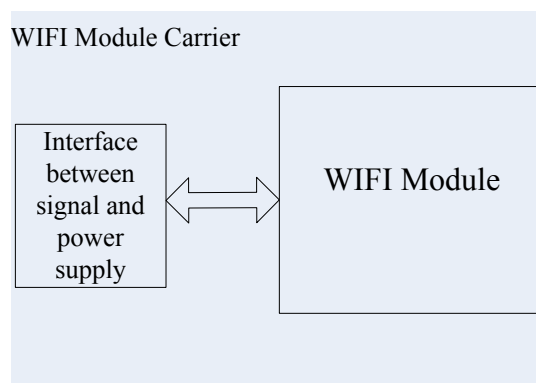 WIFI Module Carrier
Interface
between
signal and
power
supply
WIFI Module